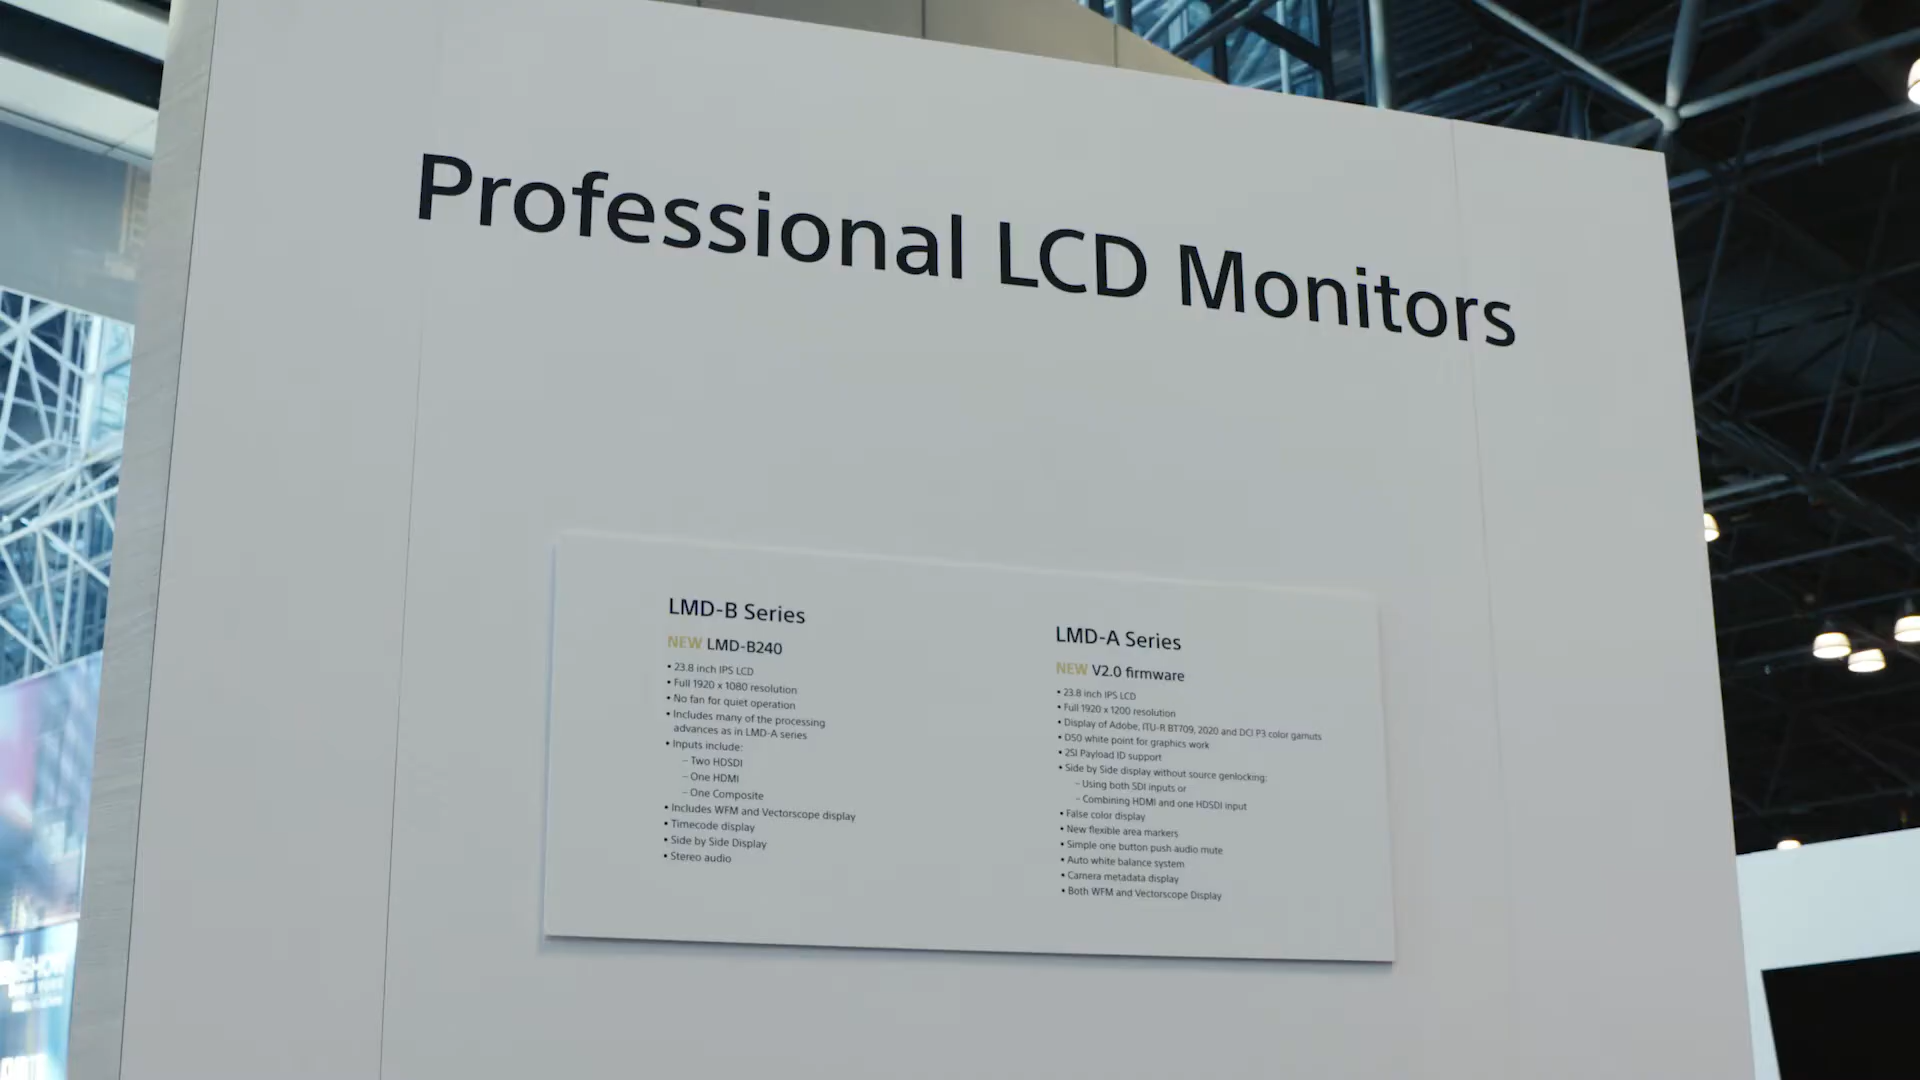 Professional LCD Monitors
LMD-B Series
NEW LMD-B240
• 23.8 inch IPS LCD
• Full 1920 x 1080 resolution
• No fan for quiet operation
• Includes many of the processing
advances as in LMD-A series
• Inputs include:
– Two HDSDI
– One HDMI
– One Composite
• Includes WFM and Vectorscope display
• Timecode display
• Side by Side Display
• Stereo audio
LMD-A Series
NEW V2.0 firmware
• 23.8 inch IPS LCD
• Full 1920 x 1200 resolution
• Display of Adobe, ITU-R BT709, 2020 and DCI P3 color gamuts
• D50 white point for graphics work
• 2SI Payload ID support
• Side by Side display without source genlocking:
– Using both SDI inputs or
– Combining HDMI and one HDSDI input
• False color display
• New flexible area markers
• Simple one button push audio mute
• Auto white balance system
• Camera metadata display
• Both WFM and Vectorscope Display